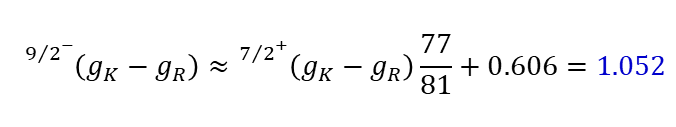 9/2⁻(g_K − g_R) ≈ 7/2⁺(g_K − g_R) 77/81 + 0.606 = 1.052